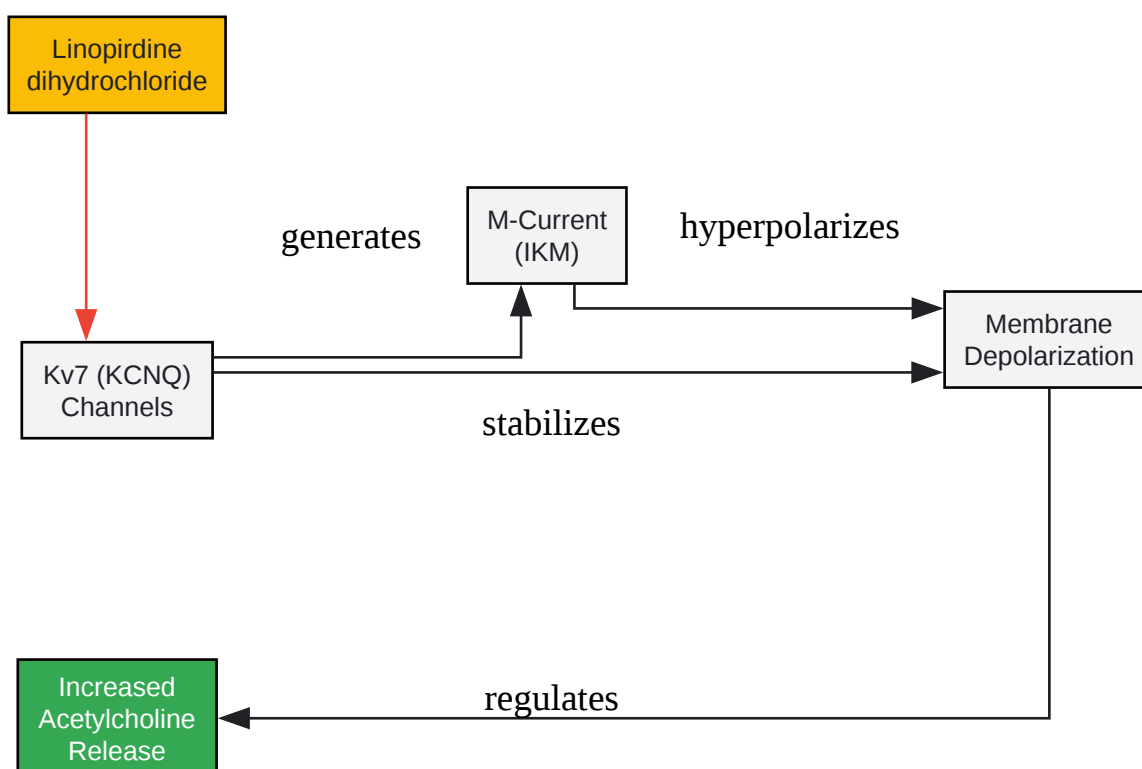 Linopirdine
dihydrochloride
generates
M-Current
(IKM)
hyperpolarizes
Membrane
Depolarization
Kv7 (KCNQ)
Channels
stabilizes
Increased
Acetylcholine
Release
regulates